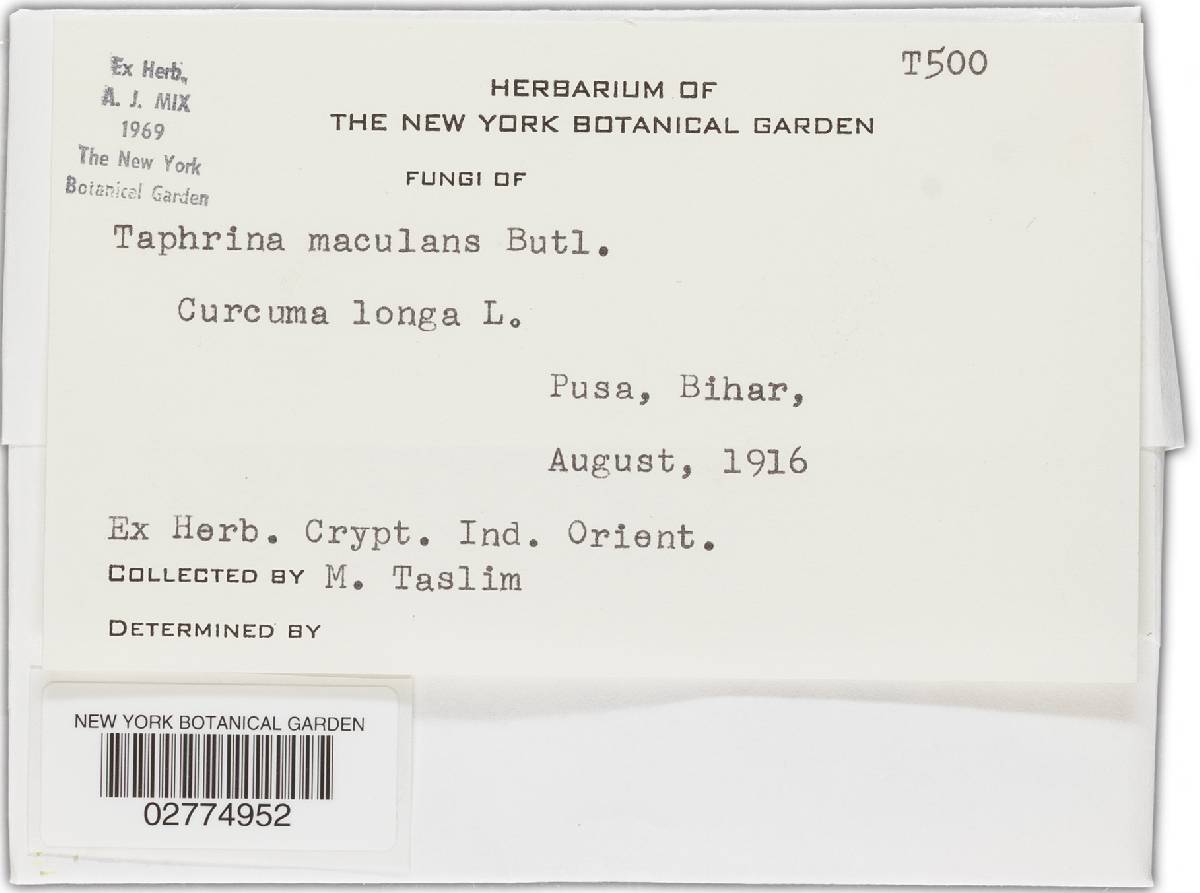 Ex Herb.
A. J. MIX
1969
The New York
Botanical Garden
T500
HERBARIUM OF
THE NEW YORK BOTANICAL GARDEN
FUNGI OF
Taphrina maculans Butl.
Curcuma longa L.
Pusa, Bihar,
August, 1916
Ex Herb. Crypt. Ind. Orient.
COLLECTED BY M. Taslim
DETERMINED BY
NEW YORK BOTANICAL GARDEN
02774952